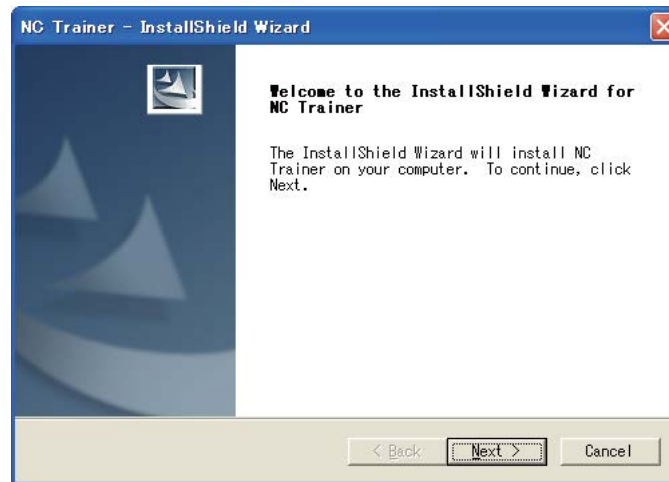 NC Trainer - InstallShield Wizard
Welcome to the InstallShield Wizard for
NC Trainer
The InstallShield Wizard will install NC
Trainer on your computer. To continue, click
Next.
< Back
Next >
Cancel